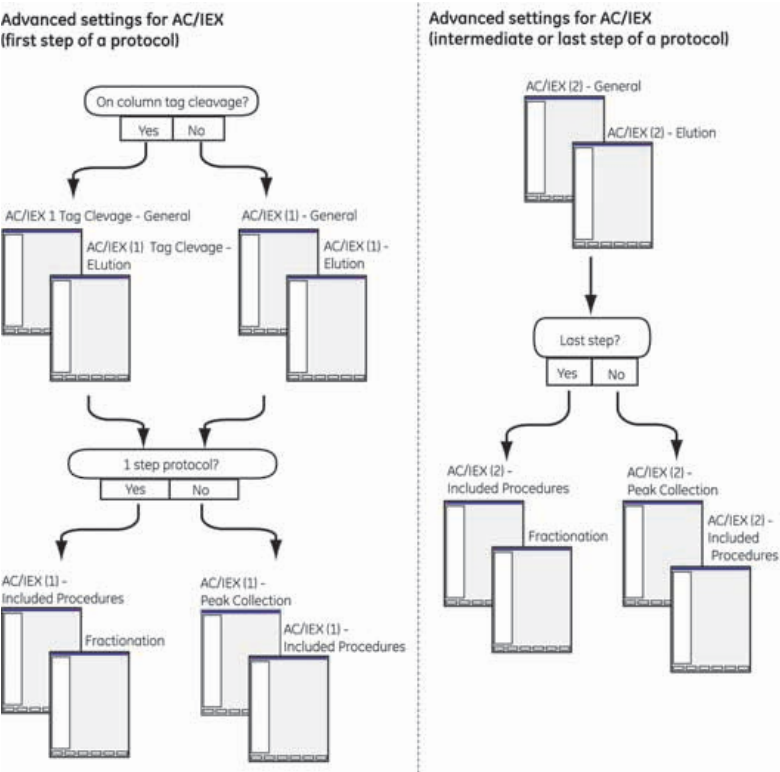 Advanced settings for AC/IEX
(first step of a protocol)
On column tag cleavage?
Yes
No
AC/IEX 1 Tag Clevage - General
AC/IEX (1) Tag Clevage -
ELution
AC/IEX (1) - General
AC/IEX (1) -
Elution
1 step protocol?
Yes
No
AC/IEX (1) -
Included Procedures
Fractionation
AC/IEX (1) -
Peak Collection
AC/IEX (1) -
Included Procedures
Advanced settings for AC/IEX
(intermediate or last step of a protocol)
AC/IEX (2) - General
AC/IEX (2) - Elution
Last step?
Yes
No
AC/IEX (2) -
Included Procedures
Fractionation
AC/IEX (2) -
Peak Collection
AC/IEX (2) -
Included
Procedures